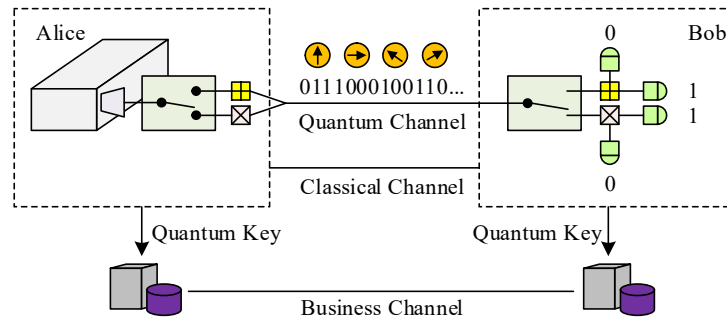 Alice
0
Bob
0111000100110...
1
1
Quantum Channel
Classical Channel
0
Quantum Key
Quantum Key
Business Channel